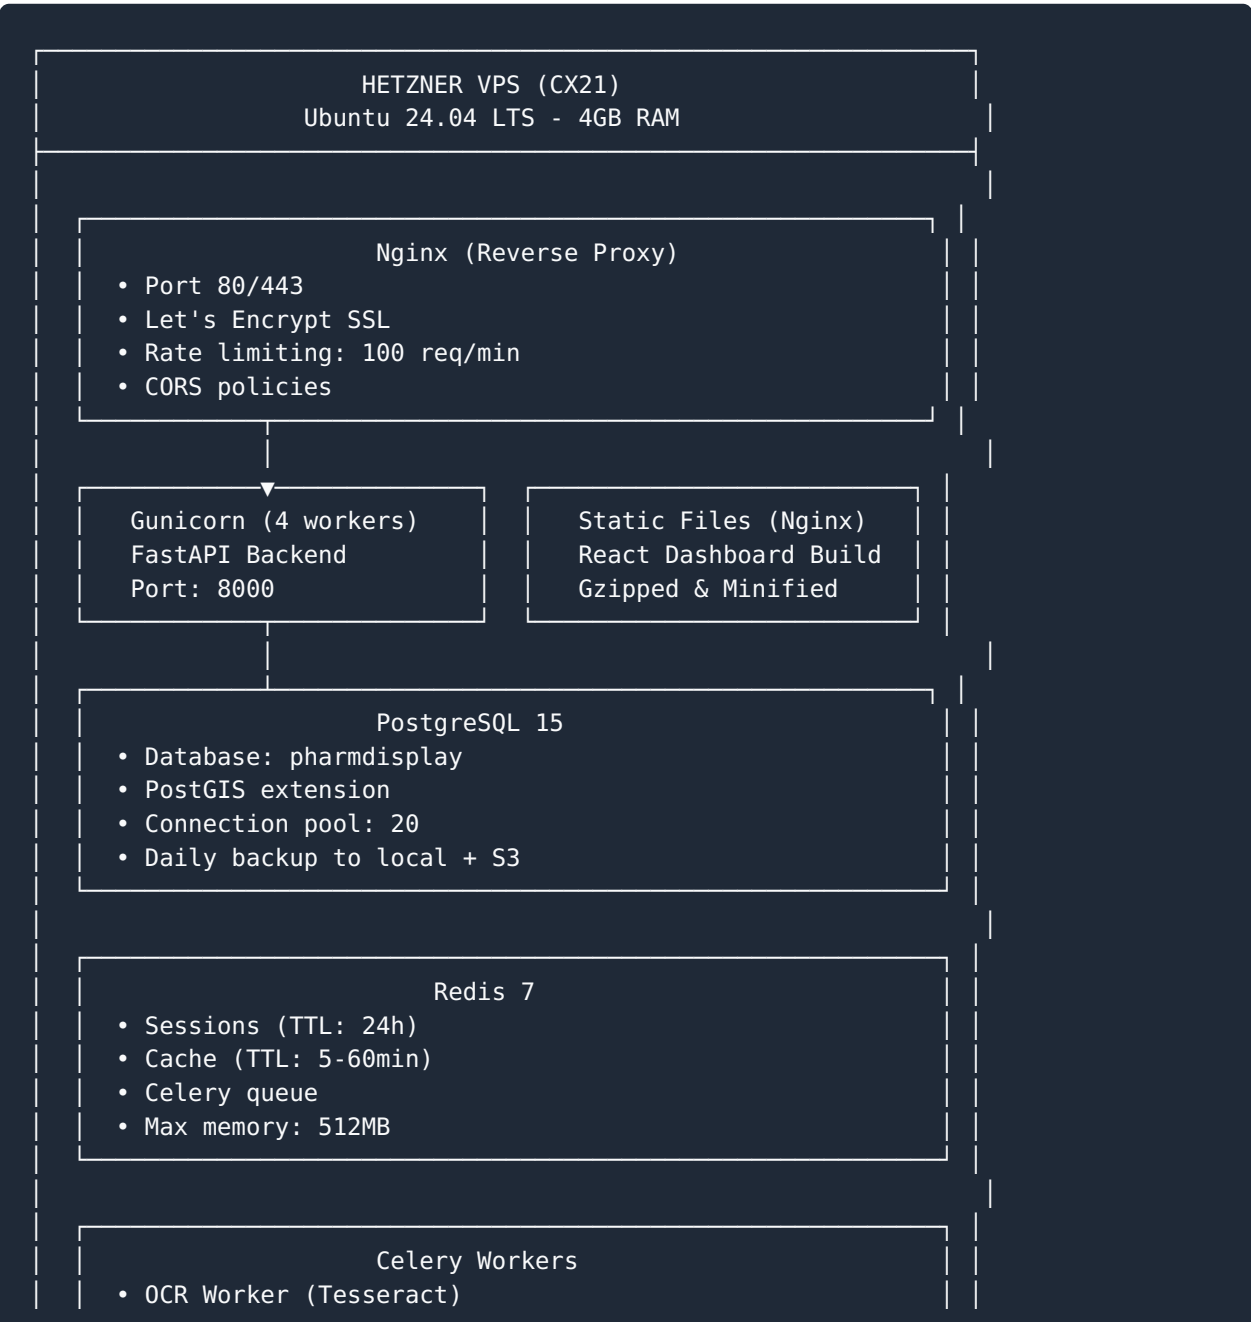 HETZNER VPS (CX21)
Ubuntu 24.04 LTS - 4GB RAM
Nginx (Reverse Proxy)
• Port 80/443
• Let's Encrypt SSL
• Rate limiting: 100 req/min
• CORS policies
Gunicorn (4 workers)
FastAPI Backend
Port: 8000
Static Files (Nginx)
React Dashboard Build
Gzipped & Minified
PostgreSQL 15
• Database: pharmdisplay
• PostGIS extension
• Connection pool: 20
• Daily backup to local + S3
Redis 7
• Sessions (TTL: 24h)
• Cache (TTL: 5-60min)
• Celery queue
• Max memory: 512MB
Celery Workers
• OCR Worker (Tesseract)